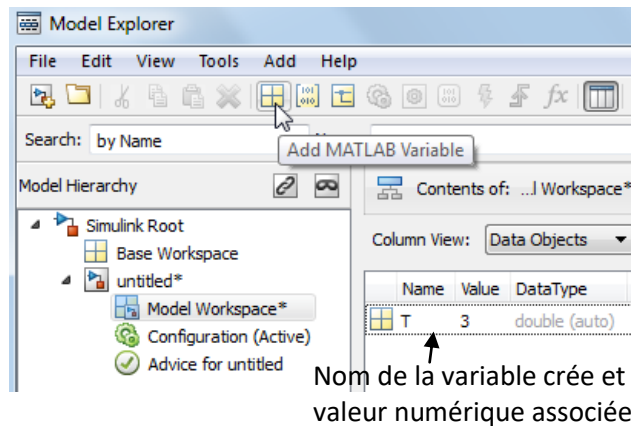 Model Explorer
File Edit View Tools Add Help
Search: by Name
Add MATLAB Variable
Model Hierarchy
Contents of: ...l Workspace*
Simulink Root
Base Workspace
untitled*
Model Workspace*
Configuration (Active)
Advice for untitled
Column View: Data Objects
Name Value DataType
T 3 double (auto)
Nom de la variable crée et
valeur numérique associée